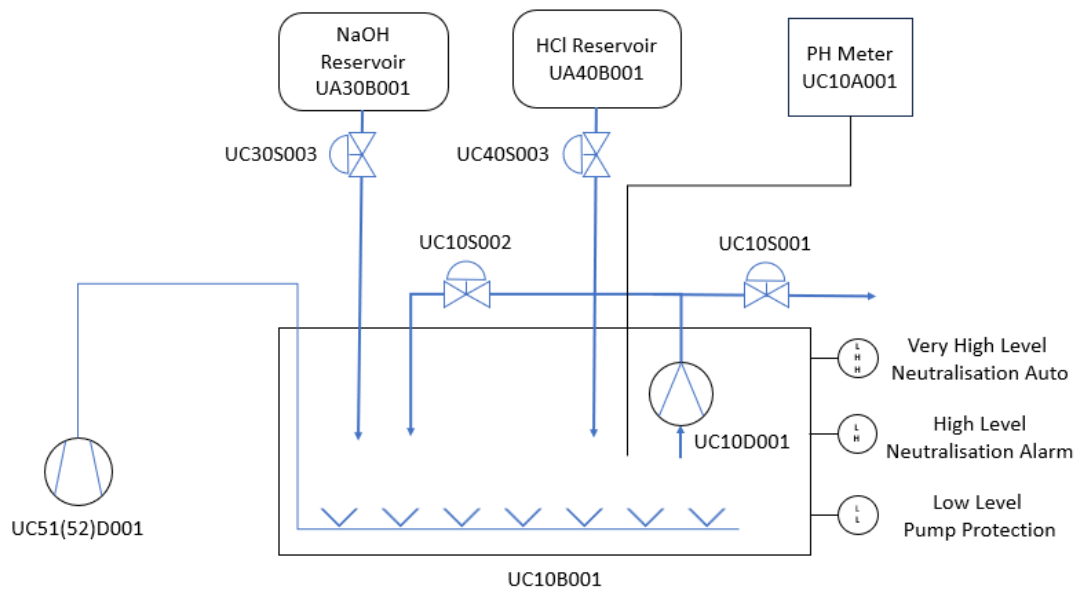 NaOH
Reservoir
UA30B001
HCl Reservoir
UA40B001
PH Meter
UC10A001
UC30S003
UC40S003
UC10S002
UC10S001
L
H
H
Very High Level
Neutralisation Auto
L
H
High Level
Neutralisation Alarm
UC10D001
L
L
Low Level
Pump Protection
UC51(52)D001
UC10B001